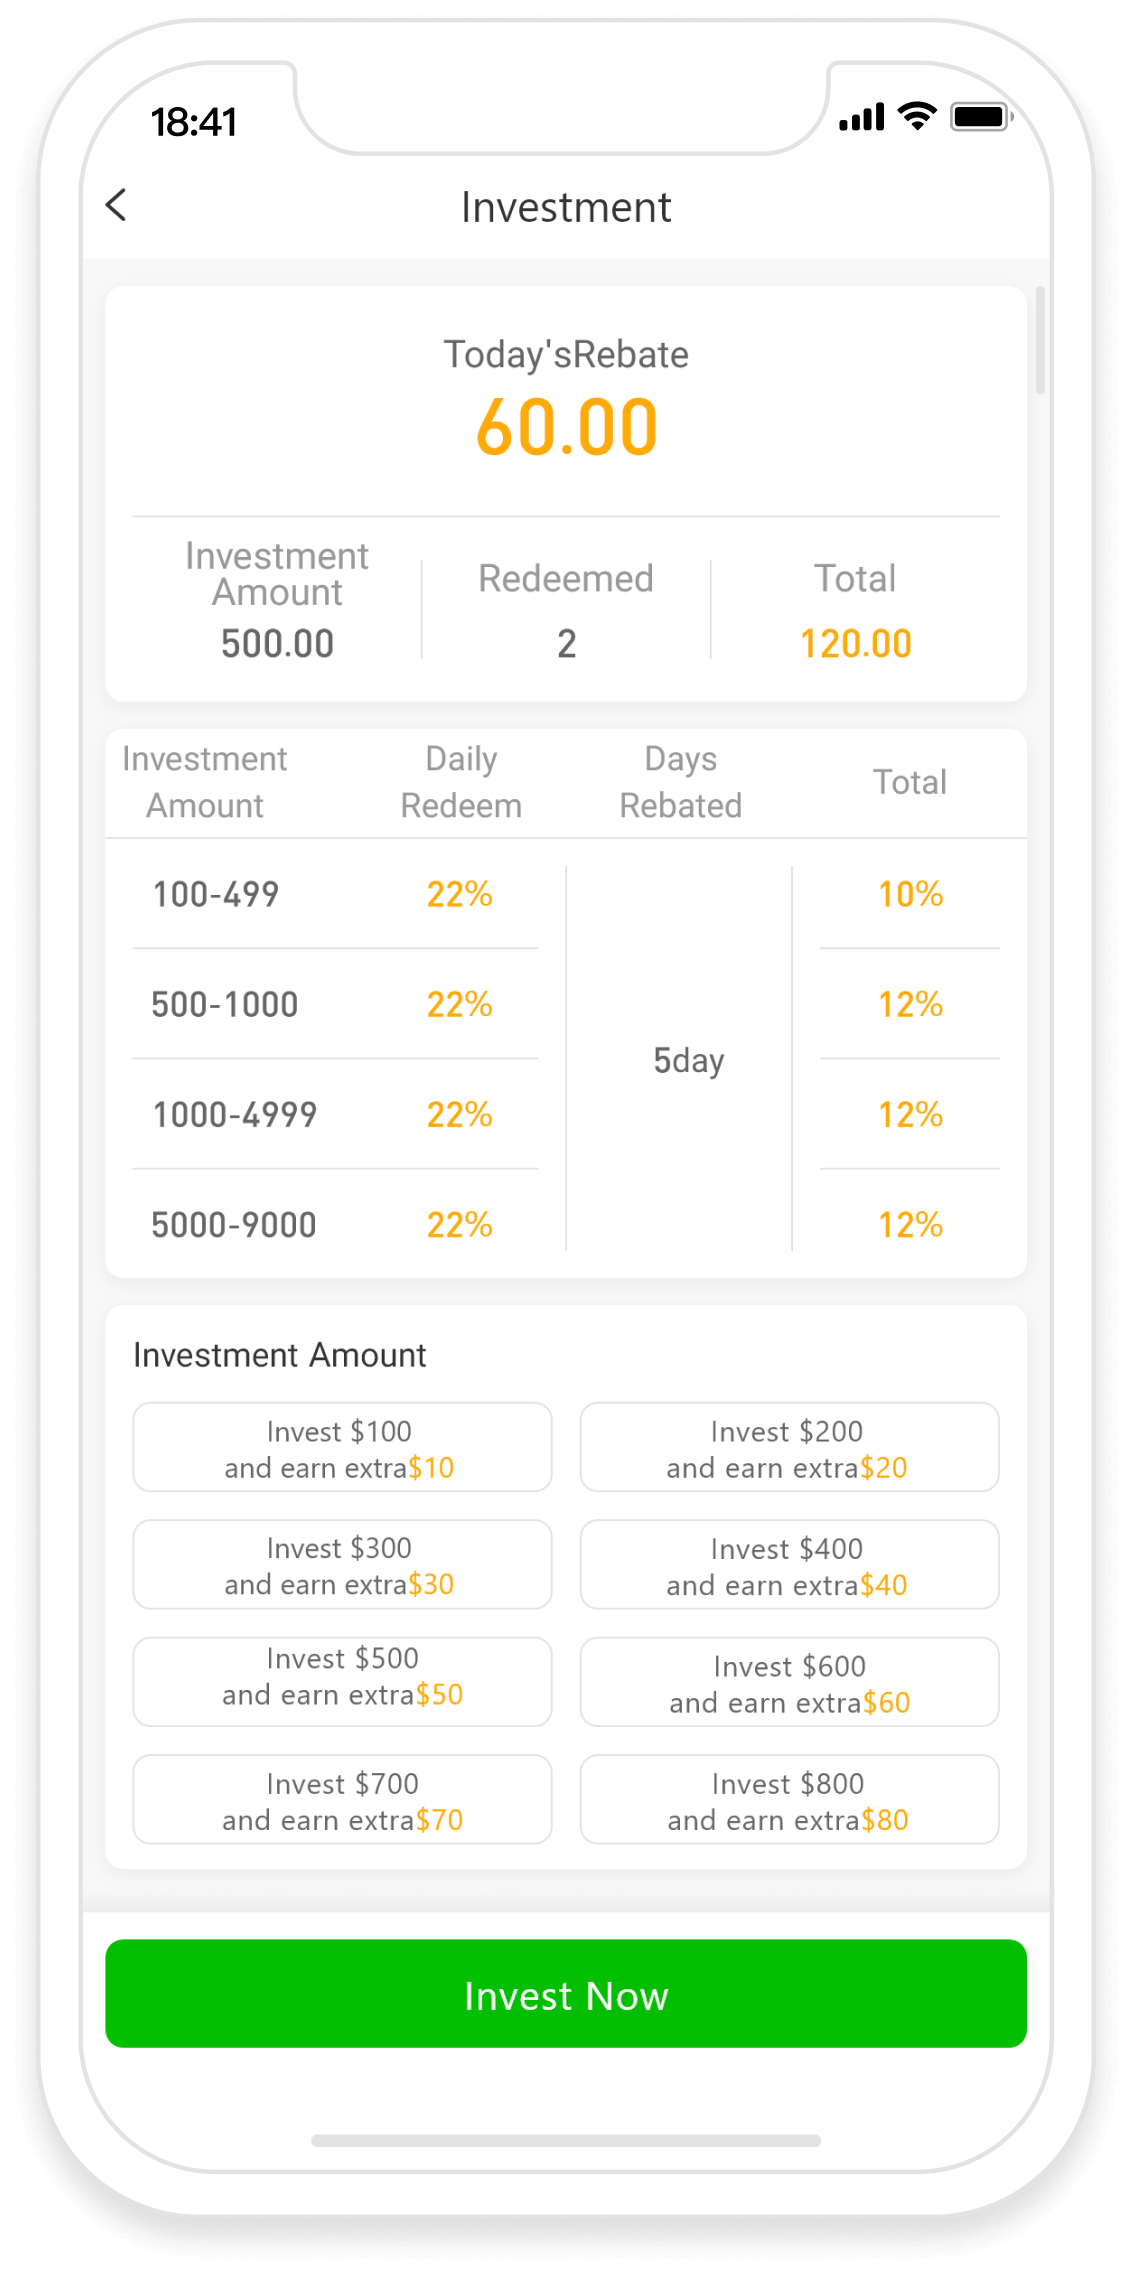 18:41
Investment
Today'sRebate
60.00
Investment
Amount
500.00
Redeemed
2
Total
120.00
Investment
Amount
Daily
Redeem
Days
Rebated
Total
100-499 22% 10%
500-1000 22% 12%
5day
1000-4999 22% 12%
5000-9000 22% 12%
Investment Amount
Invest $100
and earn extra$10
Invest $200
and earn extra$20
Invest $300
and earn extra$30
Invest $400
and earn extra$40
Invest $500
and earn extra$50
Invest $600
and earn extra$60
Invest $700
and earn extra$70
Invest $800
and earn extra$80
Invest Now